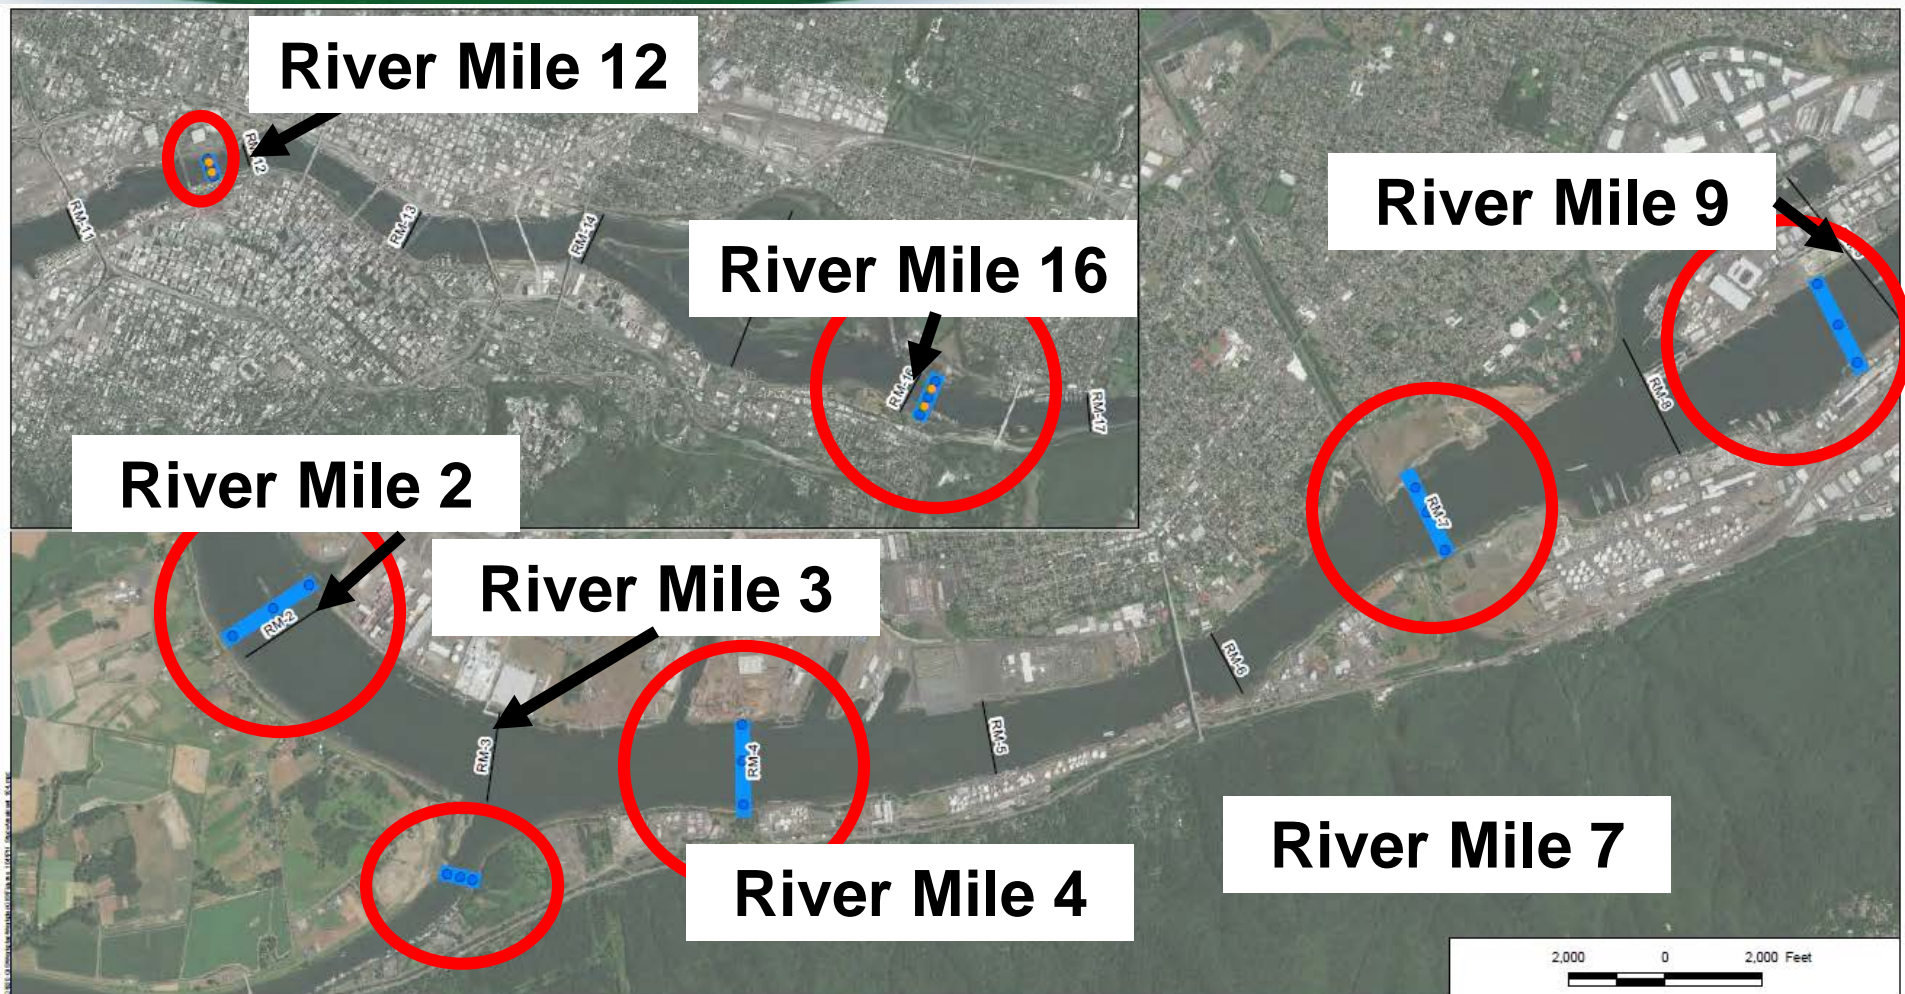 River Mile 12
RM-12
RM-11
RM-13
RM-14
River Mile 16
RM-16
RM-17
River Mile 9
RM-8
RM-7
River Mile 2
RM-2
River Mile 3
RM-3
RM-4
RM-5
RM-6
River Mile 4
River Mile 7
2,000 0 2,000 Feet